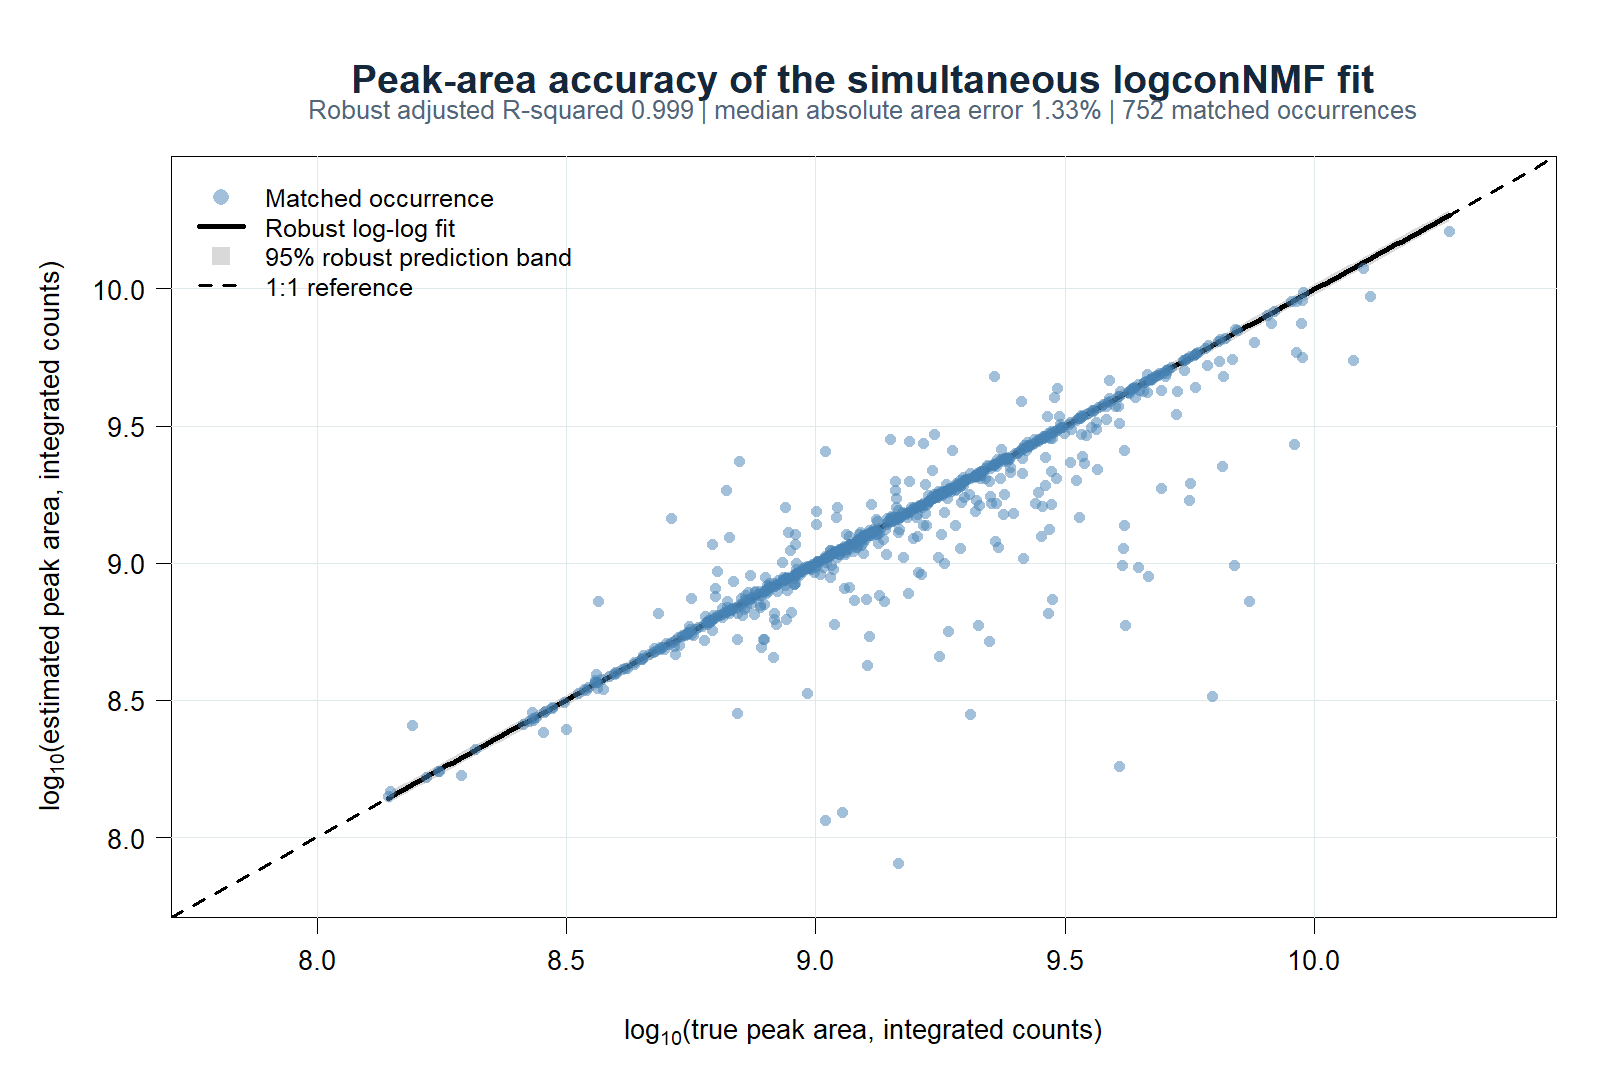 Peak-area accuracy of the simultaneous logconNMF fit
Robust adjusted R-squared 0.999 | median absolute area error 1.33% | 752 matched occurrences
Matched occurrence
Robust log-log fit
95% robust prediction band
1:1 reference
log10(estimated peak area, integrated counts)
10.0
9.5
9.0
8.5
8.0
8.0 8.5 9.0 9.5 10.0
log10(true peak area, integrated counts)